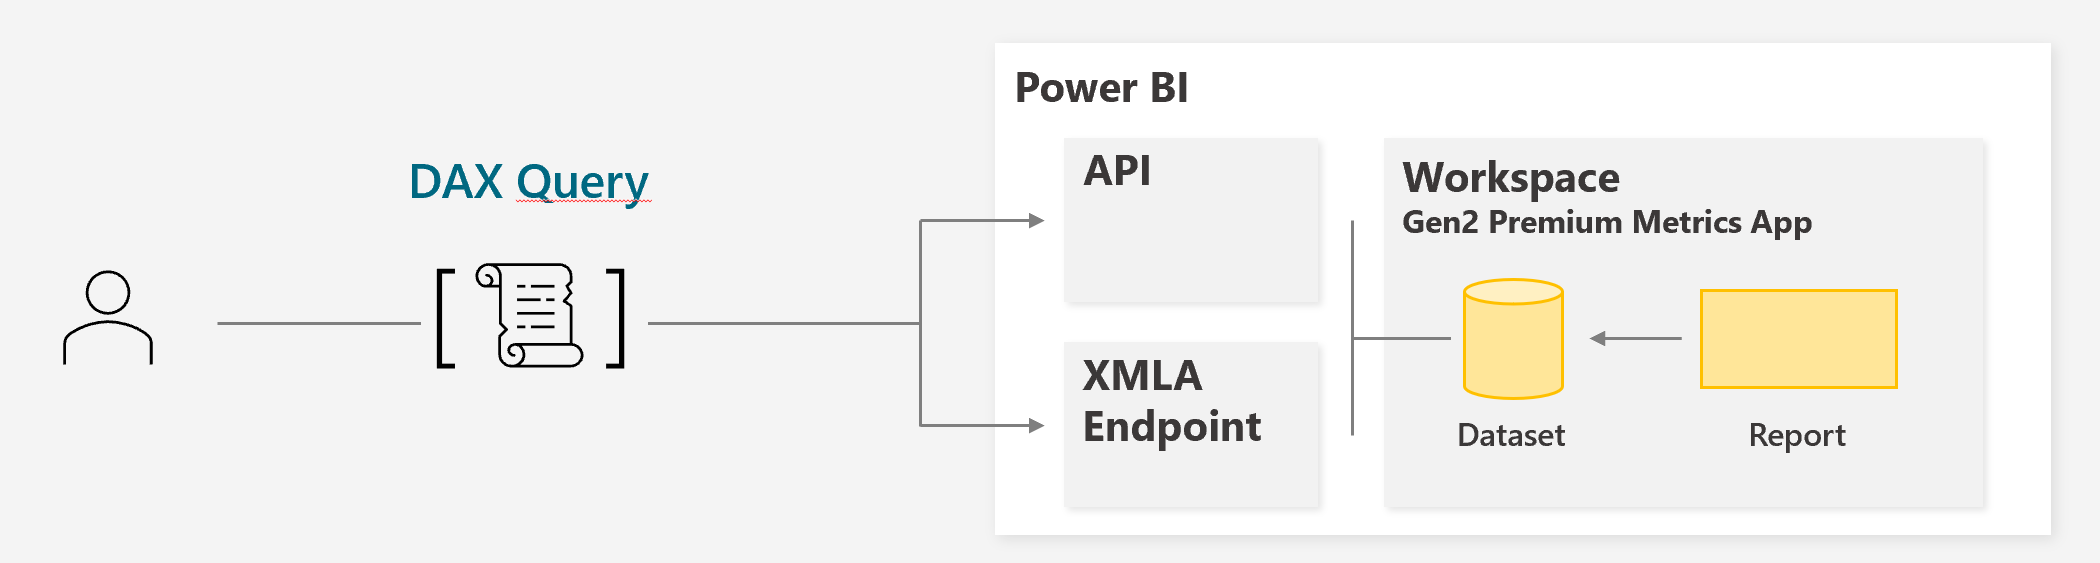 DAX Query
Power BI
API
XMLA
Endpoint
Workspace
Gen2 Premium Metrics App
Dataset
Report